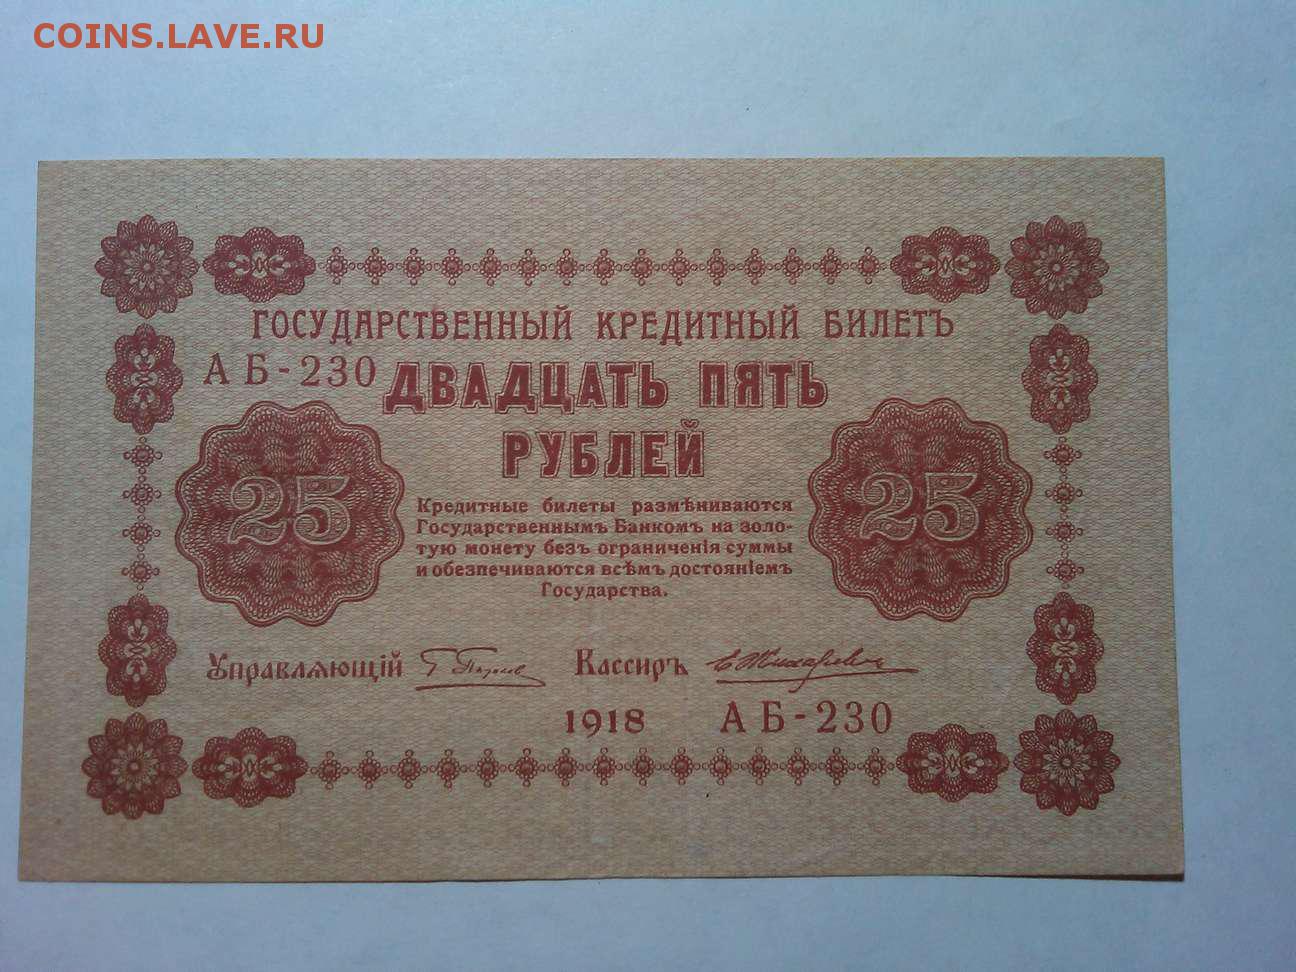 COINS.LAVE.RU
ГОСУДАРСТВЕННЫЙ КРЕДИТНЫЙ БИЛЕТЪ
АБ-230
ДВАДЦАТЬ ПЯТЬ
РУБЛЕЙ
25
25
Кредитные билеты размѣниваются
Государственнымъ Банкомъ на золо-
тую монету безъ ограниченія суммы
и обезпечиваются всѣмъ достояніемъ
Государства.
Управляющій
Кассиръ
1918 АБ-230